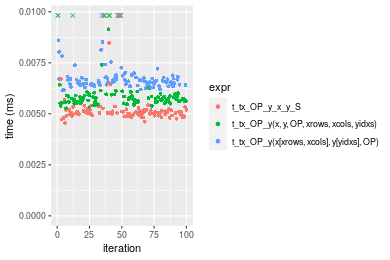 0.0100
0.0075
0.0050
0.0025
0.0000
time (ms)
0
25
50
75
100
iteration
expr
t_tx_OP_y_x_y_S
t_tx_OP_y(x, y, OP, xrows, xcols, yidxs)
t_tx_OP_y(x[xrows, xcols], y[yidxs], OP)